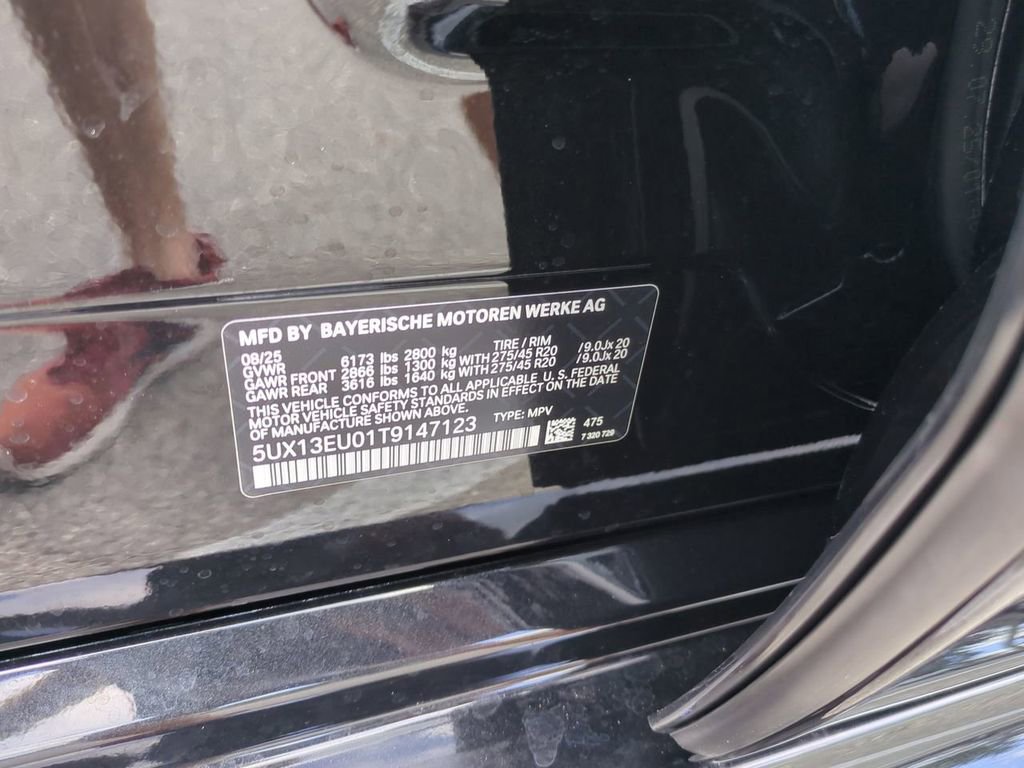 MFD BY BAYERISCHE MOTOREN WERKE AG
08/25 TIRE / RIM
GVWR 6173 lbs 2800 kg
GAWR FRONT 2866 lbs 1300 kg WITH 275/45 R20 /9.0Jx20
GAWR REAR 3616 lbs 1640 kg WITH 275/45 R20 /9.0Jx20
THIS VEHICLE CONFORMS TO ALL APPLICABLE U.S. FEDERAL
MOTOR VEHICLE SAFETY STANDARDS IN EFFECT ON THE DATE
OF MANUFACTURE SHOWN ABOVE.
5UX13EU01T9147123 TYPE: MPV
475
7 320 729